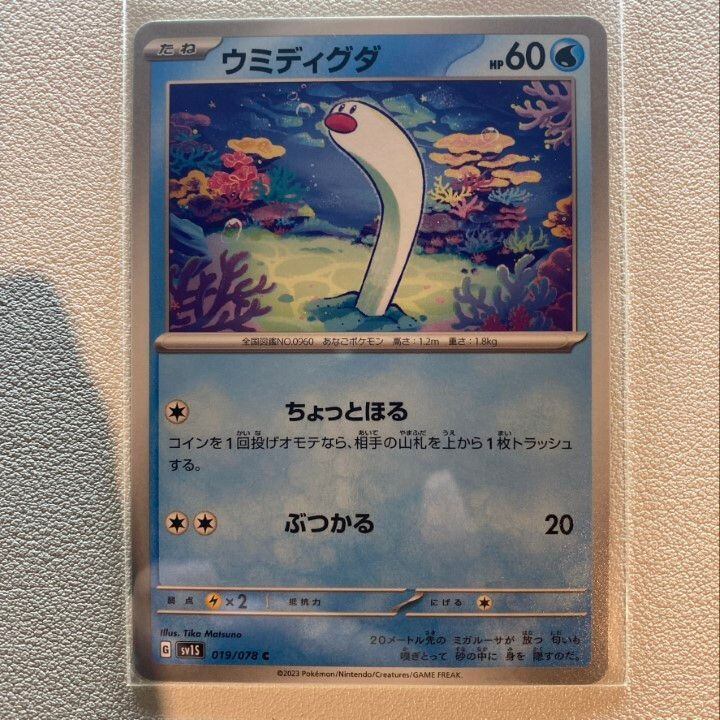 たね ウミディグダ HP60
全国図鑑NO.0960 あなごポケモン 高さ:1.2m 重さ:1.8kg
ちょっとほる
コインを1回投げオモテなら、相手の山札を上から1枚トラッシュ
する。
ぶつかる 20
弱点 ×2 抵抗力 にげる
Illus. Tika Matsuno
20メートル先の ミガルーサが 放つ 匂いも
嗅ぎとって 砂の中に 身を 隠すのだ。
G sv1S 019/078 C
©2023 Pokémon/Nintendo/Creatures/GAME FREAK.